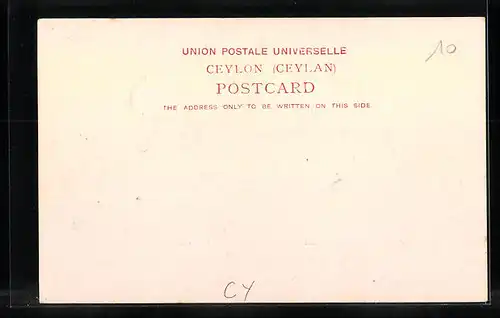 UNION POSTALE UNIVERSELLE
10
CEYLON (CEYLAN)
POSTCARD
THE ADDRESS ONLY TO BE WRITTEN ON THIS SIDE.
CY